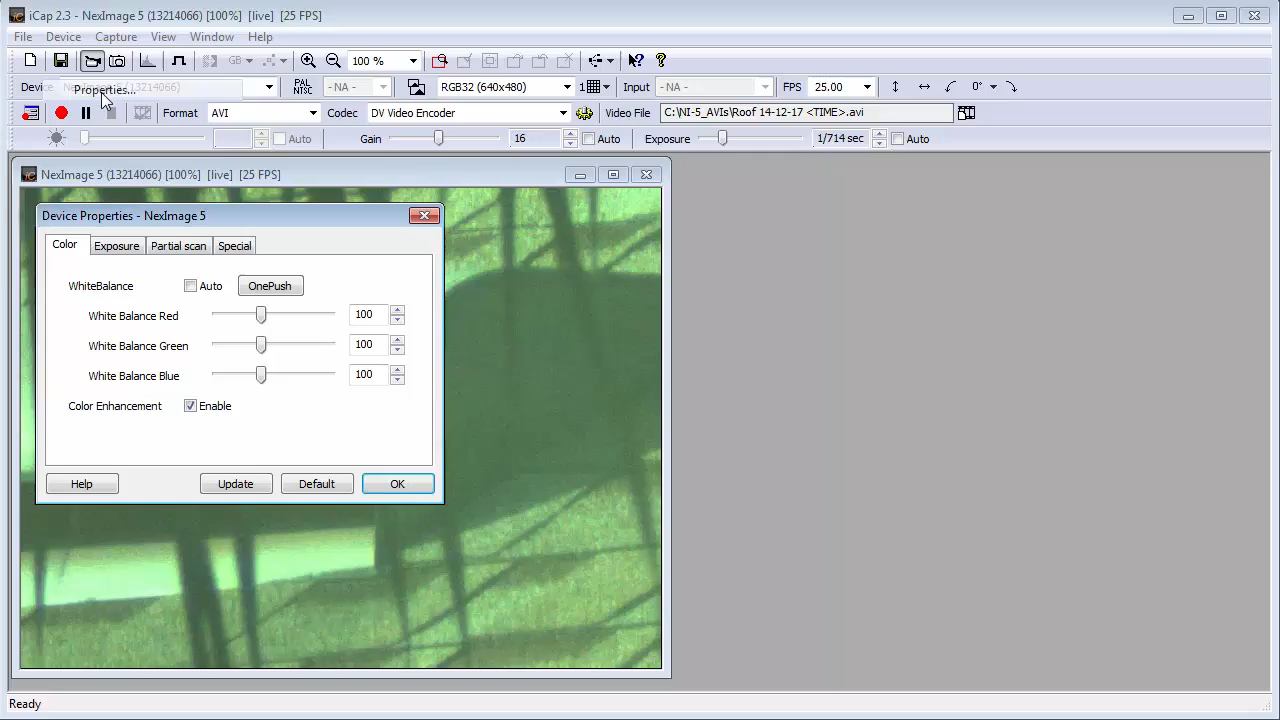 iCap 2.3 - NexImage 5 (13214066) [100%]  [live]  [25 FPS]
File Device Capture View Window Help
GB 100 %
Device Properties... PAL NTSC - NA - RGB32 (640x480) 1 Input - NA - FPS 25.00 0°
Format AVI Codec DV Video Encoder Video File C:\NI-5_AVIs\Roof 14-12-17 <TIME>.avi
Auto Gain 16 Auto Exposure 1/714 sec Auto
NexImage 5 (13214066) [100%]  [live]  [25 FPS]
Device Properties - NexImage 5
Color Exposure Partial scan Special
WhiteBalance Auto OnePush
White Balance Red 100
White Balance Green 100
White Balance Blue 100
Color Enhancement Enable
Help Update Default OK
Ready